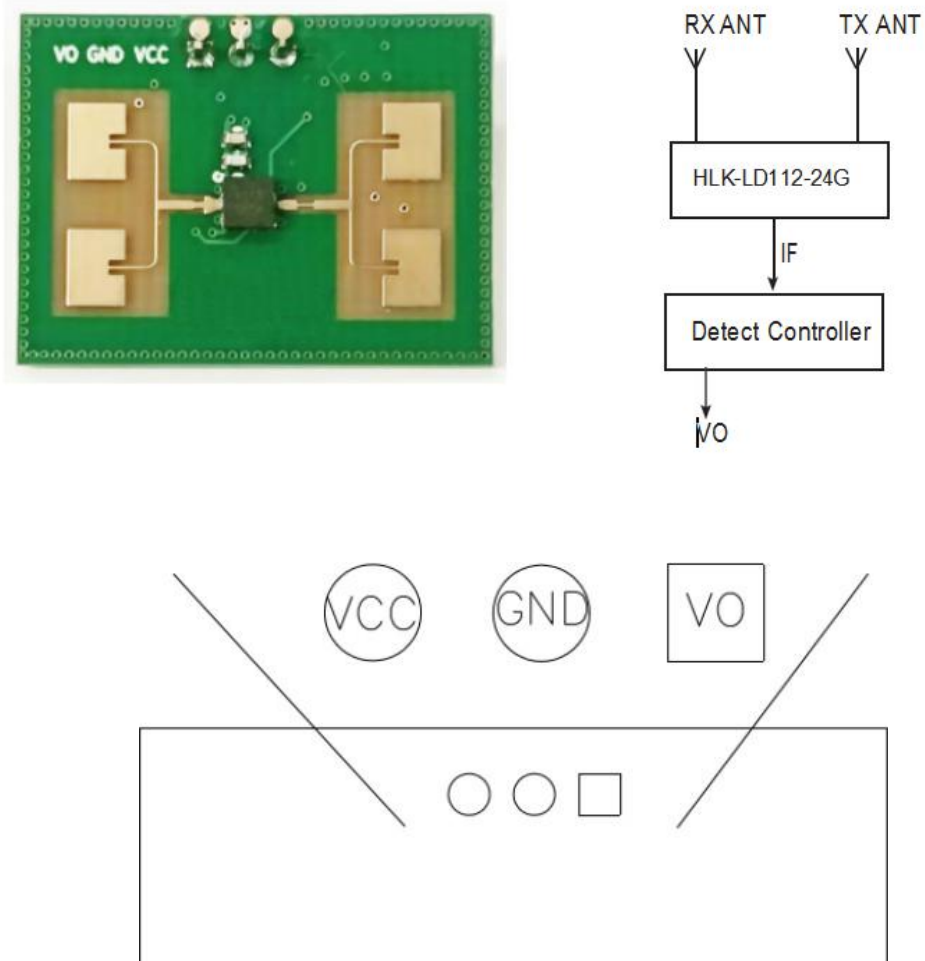 VO GND VCC
RX ANT
TX ANT
HLK-LD112-24G
IF
Detect Controller
VO
VCC
GND
VO